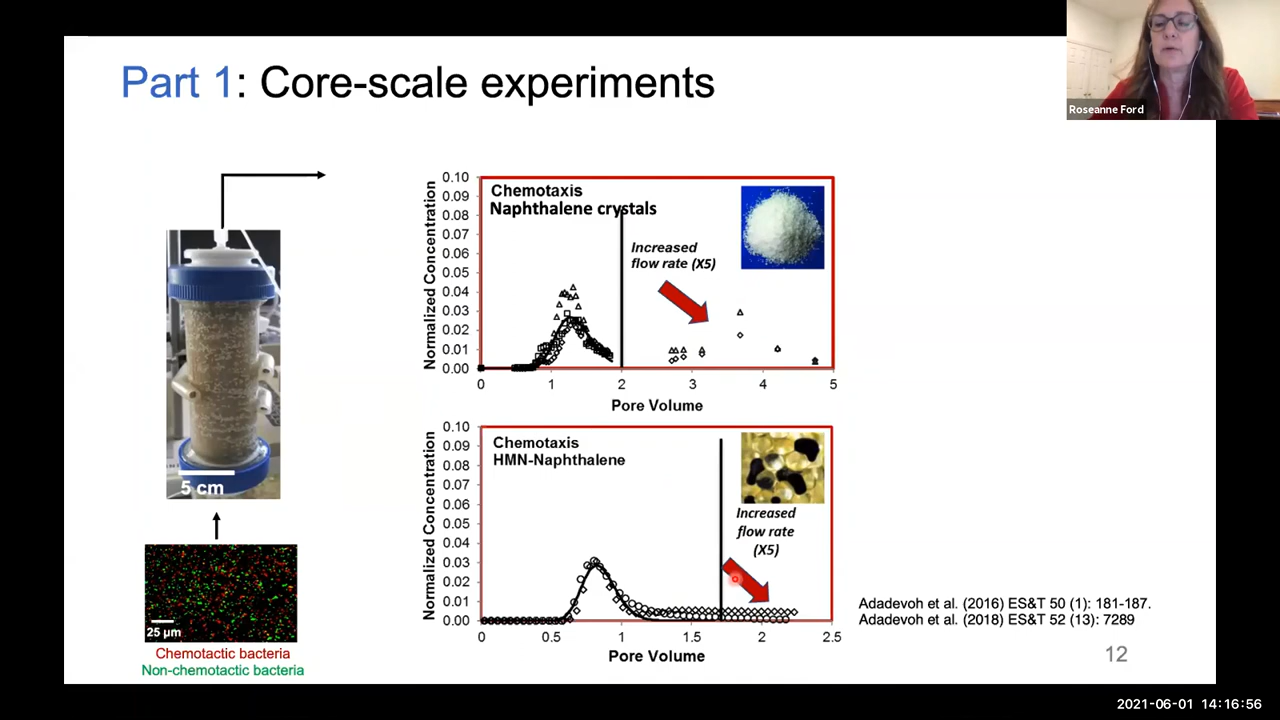 Part 1: Core-scale experiments
Roseanne Ford
5 cm
25 µm
Chemotactic bacteria
Non-chemotactic bacteria
Normalized Concentration
0.10
0.09
0.08
0.07
0.06
0.05
0.04
0.03
0.02
0.01
0.00
Chemotaxis
Naphthalene crystals
Increased
flow rate (X5)
0 1 2 3 4 5
Pore Volume
Normalized Concentration
0.10
0.09
0.08
0.07
0.06
0.05
0.04
0.03
0.02
0.01
0.00
Chemotaxis
HMN-Naphthalene
Increased
flow rate
(X5)
0 0.5 1 1.5 2 2.5
Pore Volume
Adadevoh et al. (2016) ES&T 50 (1): 181-187.
Adadevoh et al. (2018) ES&T 52 (13): 7289
12
2021-06-01 14:16:56